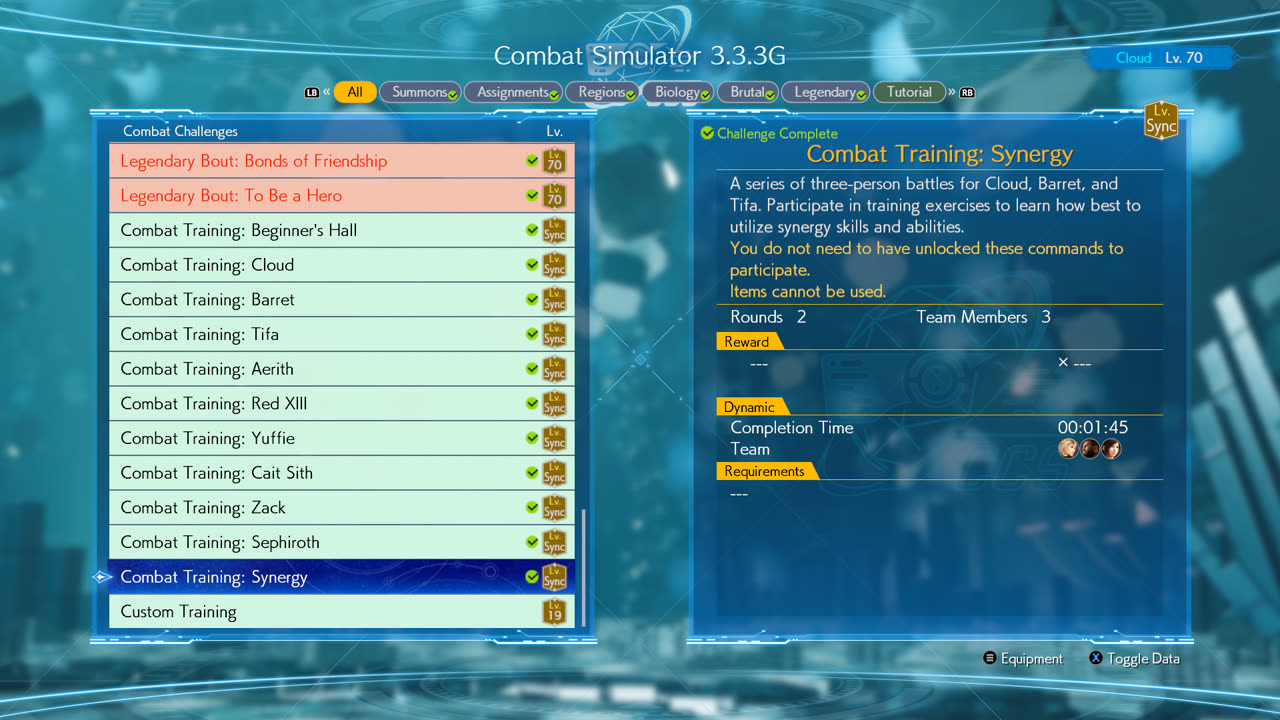 Combat Simulator 3.3.3G
Cloud Lv. 70
LB « All Summons Assignments Regions Biology Brutal Legendary Tutorial » RB
Combat Challenges Lv.
Legendary Bout: Bonds of Friendship Lv. 70
Legendary Bout: To Be a Hero Lv. 70
Combat Training: Beginner's Hall Lv. Sync
Combat Training: Cloud Lv. Sync
Combat Training: Barret Lv. Sync
Combat Training: Tifa Lv. Sync
Combat Training: Aerith Lv. Sync
Combat Training: Red XIII Lv. Sync
Combat Training: Yuffie Lv. Sync
Combat Training: Cait Sith Lv. Sync
Combat Training: Zack Lv. Sync
Combat Training: Sephiroth Lv. Sync
Combat Training: Synergy Lv. Sync
Custom Training Lv. 19
Challenge Complete
Lv. Sync
Combat Training: Synergy
A series of three-person battles for Cloud, Barret, and
Tifa. Participate in training exercises to learn how best to
utilize synergy skills and abilities.
You do not need to have unlocked these commands to
participate.
Items cannot be used.
Rounds 2 Team Members 3
Reward
--- × ---
Dynamic
Completion Time 00:01:45
Team
Requirements
---
Equipment X Toggle Data